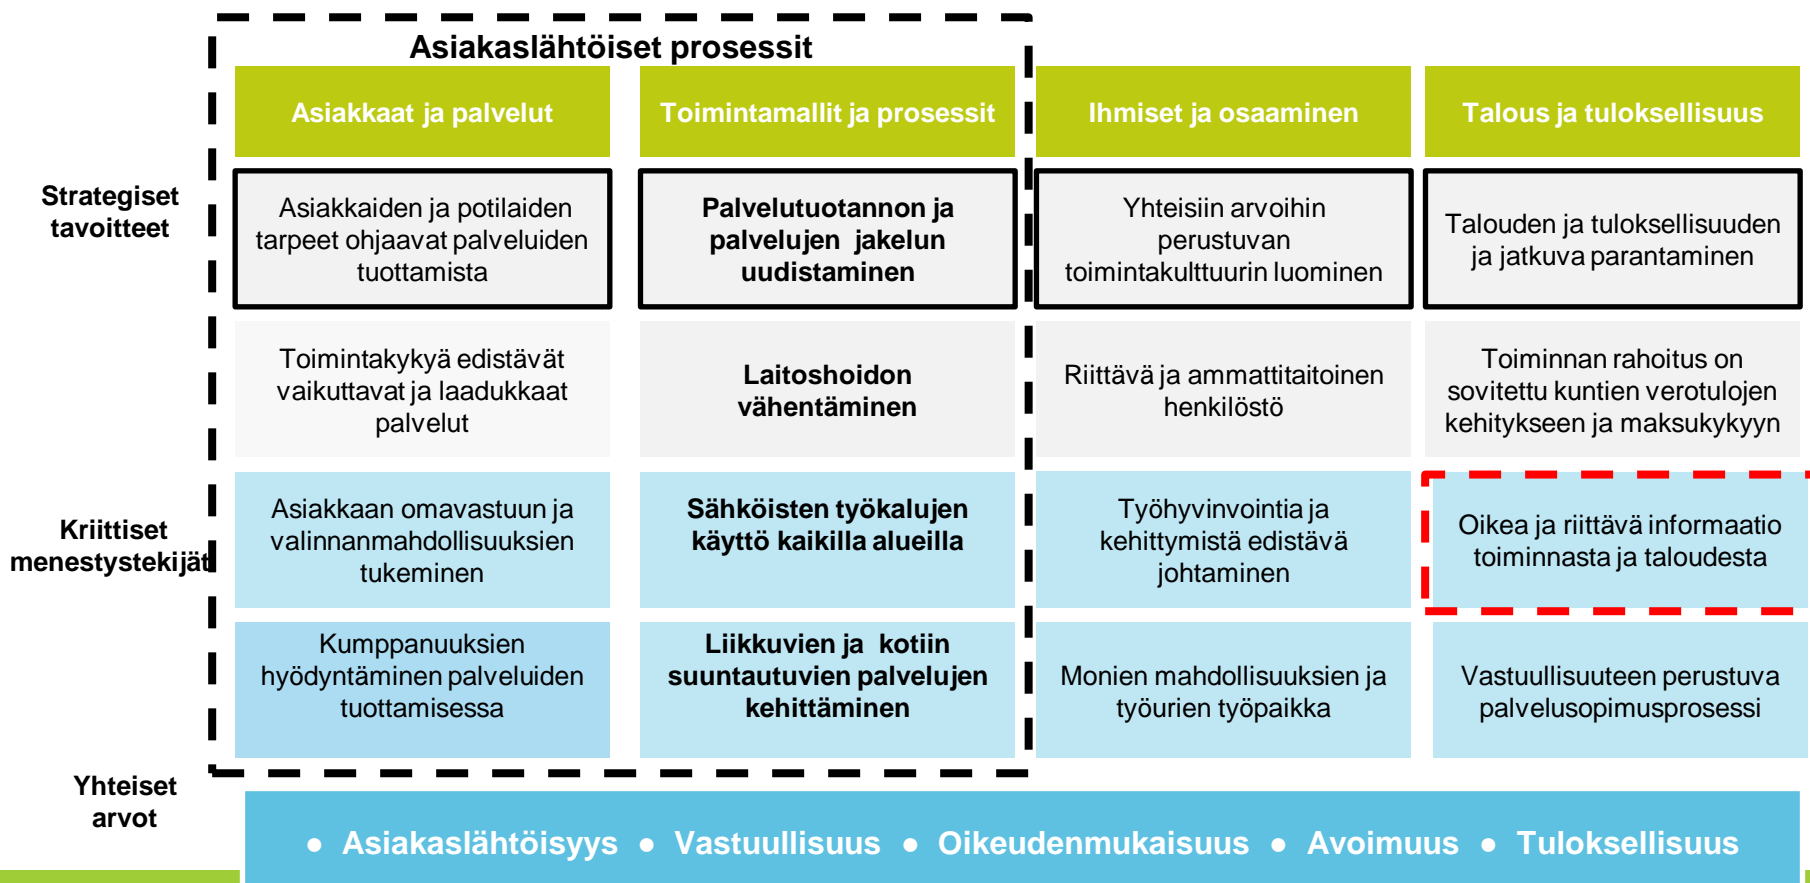 Asiakaslähtöiset prosessit
Asiakkaat ja palvelut
Toimintamallit ja prosessit
Ihmiset ja osaaminen
Talous ja tuloksellisuus
Strategiset
tavoitteet
Asiakkaiden ja potilaiden
tarpeet ohjaavat palveluiden
tuottamista
Palvelutuotannon ja
palvelujen jakelun
uudistaminen
Yhteisiin arvoihin
perustuvan
toimintakulttuurin luominen
Talouden ja tuloksellisuuden
ja jatkuva parantaminen
Toimintakykyä edistävät
vaikuttavat ja laadukkaat
palvelut
Laitoshoidon
vähentäminen
Riittävä ja ammattitaitoinen
henkilöstö
Toiminnan rahoitus on
sovitettu kuntien verotulojen
kehitykseen ja maksukykyyn
Kriittiset
menestystekijät
Asiakkaan omavastuun ja
valinnanmahdollisuuksien
tukeminen
Sähköisten työkalujen
käyttö kaikilla alueilla
Työhyvinvointia ja
kehittymistä edistävä
johtaminen
Oikea ja riittävä informaatio
toiminnasta ja taloudesta
Kumppanuuksien
hyödyntäminen palveluiden
tuottamisessa
Liikkuvien ja kotiin
suuntautuvien palvelujen
kehittäminen
Monien mahdollisuuksien ja
työurien työpaikka
Vastuullisuuteen perustuva
palvelusopimusprosessi
Yhteiset
arvot
● Asiakaslähtöisyys ● Vastuullisuus ● Oikeudenmukaisuus ● Avoimuus ● Tuloksellisuus